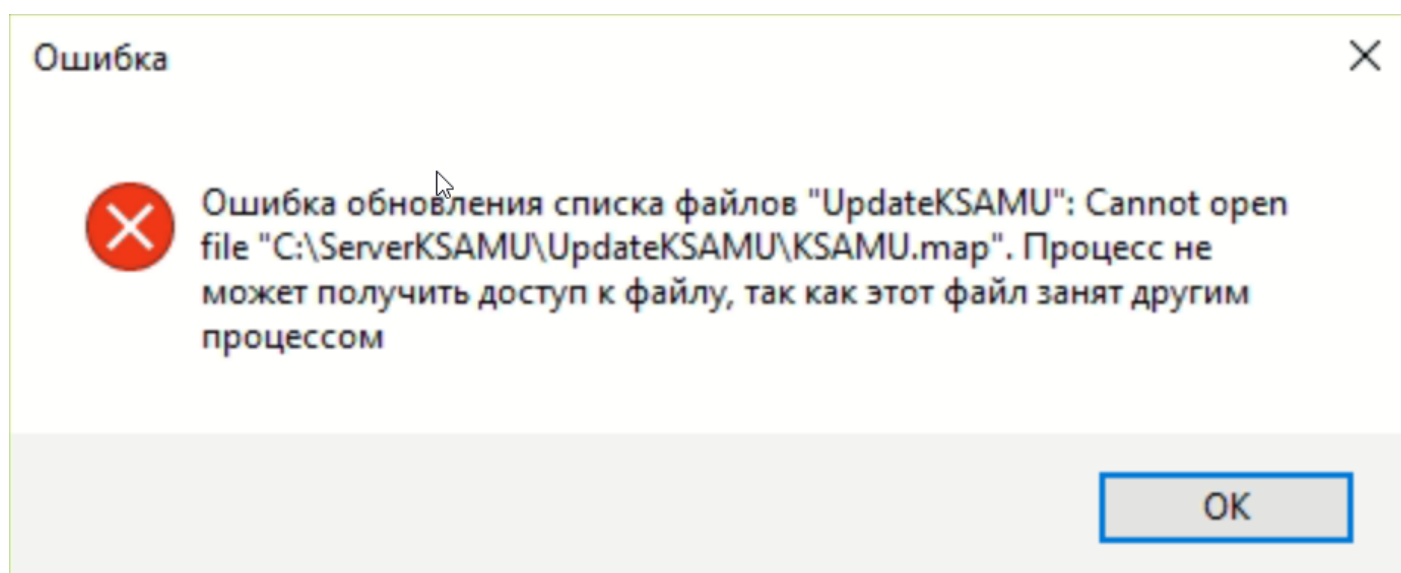 Ошибка
Ошибка обновления списка файлов "UpdateKSAMU": Cannot open
file "C:\ServerKSAMU\UpdateKSAMU\KSAMU.map". Процесс не
может получить доступ к файлу, так как этот файл занят другим
процессом
OK